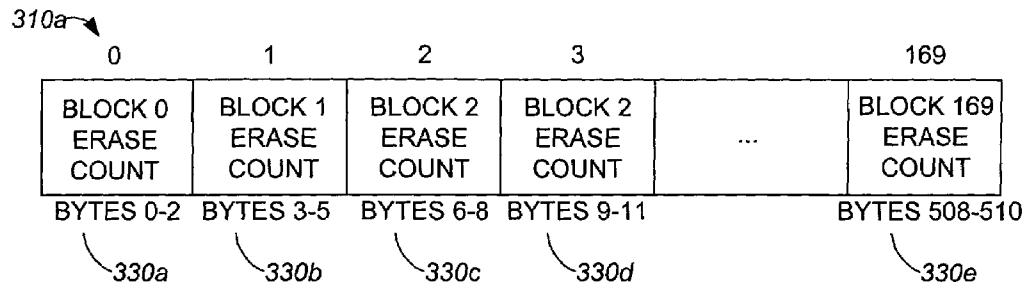 310a
0 1 2 3 169
BLOCK 0 BLOCK 1 BLOCK 2 BLOCK 2 BLOCK 169
ERASE ERASE ERASE ERASE ... ERASE
COUNT COUNT COUNT COUNT COUNT
BYTES 0-2 BYTES 3-5 BYTES 6-8 BYTES 9-11 BYTES 508-510
330a 330b 330c 330d 330e